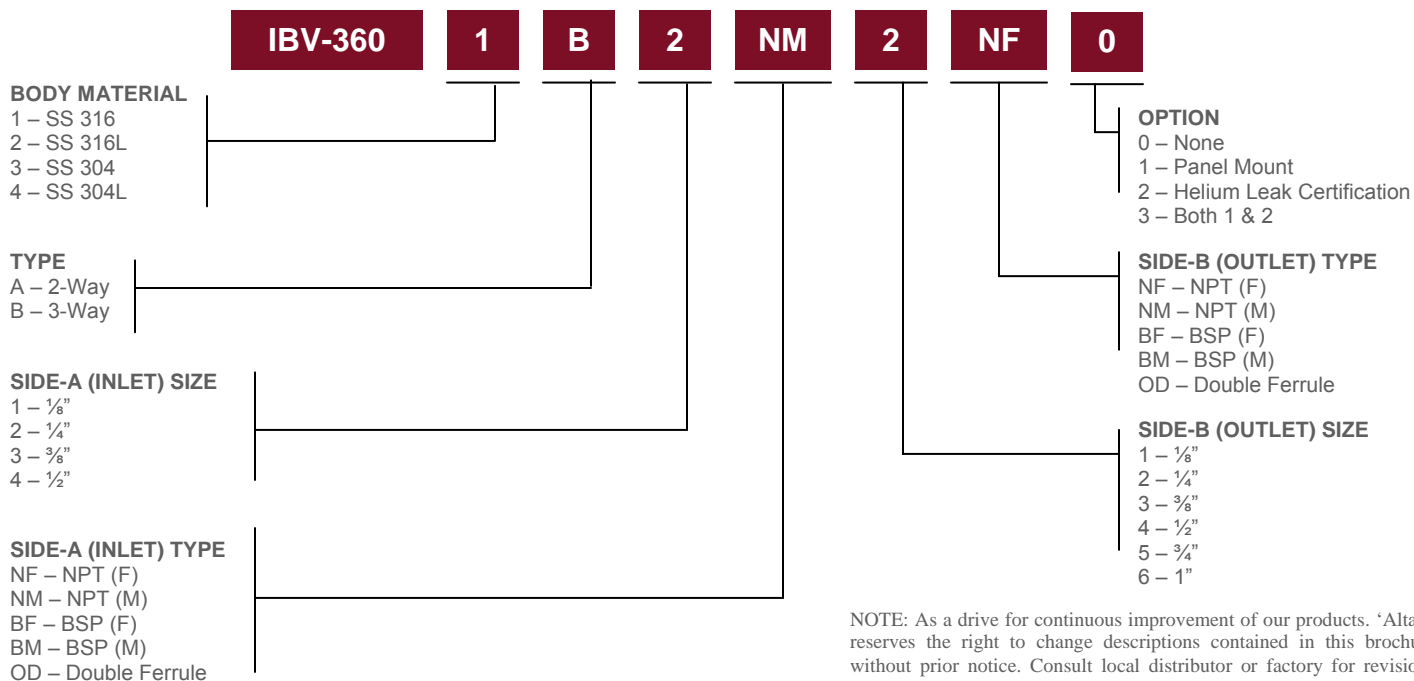 IBV-360 1 B 2 NM 2 NF 0
BODY MATERIAL
1 – SS 316
2 – SS 316L
3 – SS 304
4 – SS 304L
TYPE
A – 2-Way
B – 3-Way
SIDE-A (INLET) SIZE
1 – ⅛”
2 – ¼”
3 – ⅜”
4 – ½”
SIDE-A (INLET) TYPE
NF – NPT (F)
NM – NPT (M)
BF – BSP (F)
BM – BSP (M)
OD – Double Ferrule
OPTION
0 – None
1 – Panel Mount
2 – Helium Leak Certification
3 – Both 1 & 2
SIDE-B (OUTLET) TYPE
NF – NPT (F)
NM – NPT (M)
BF – BSP (F)
BM – BSP (M)
OD – Double Ferrule
SIDE-B (OUTLET) SIZE
1 – ⅛”
2 – ¼”
3 – ⅜”
4 – ½”
5 – ¾”
6 – 1”
NOTE: As a drive for continuous improvement of our products. ‘Alta
reserves the right to change descriptions contained in this brochu
without prior notice. Consult local distributor or factory for revisio